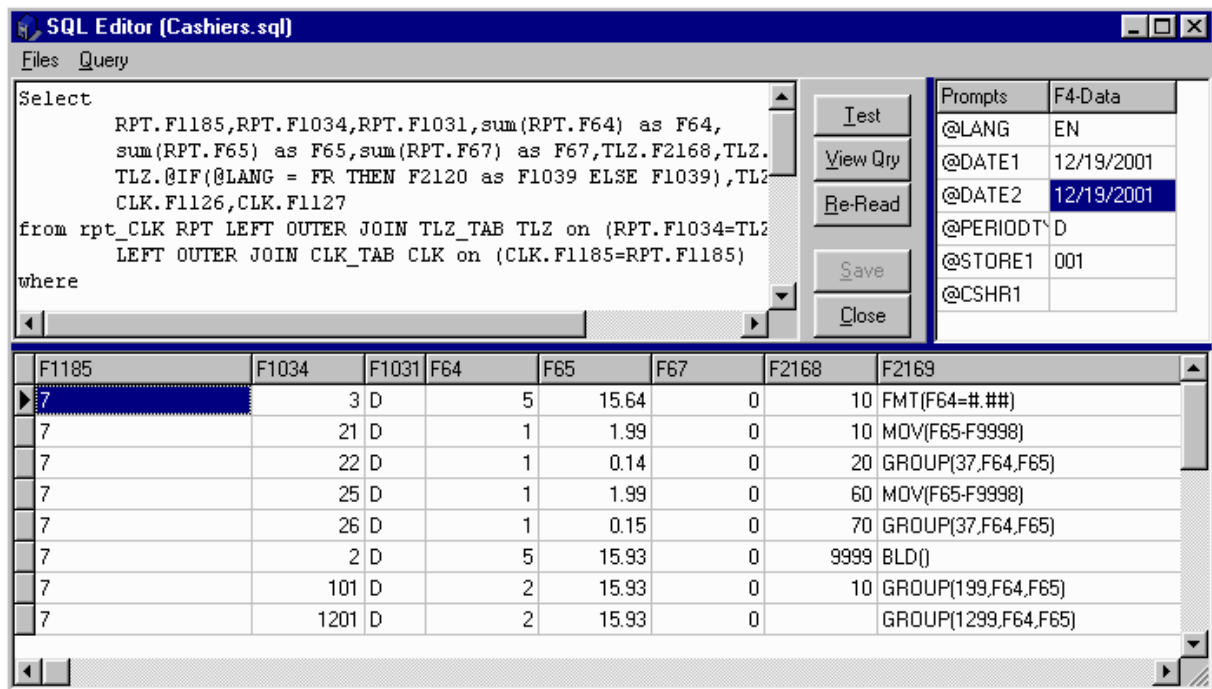 SQL Editor (Cashiers.sql)
Files Query
Select
RPT.F1185,RPT.F1034,RPT.F1031,sum(RPT.F64) as F64,
sum(RPT.F65) as F65,sum(RPT.F67) as F67,TLZ.F2168,TLZ.
TLZ.@IF(@LANG = FR THEN F2120 as F1039 ELSE F1039),TLZ
CLK.F1126,CLK.F1127
from rpt_CLK RPT LEFT OUTER JOIN TLZ_TAB TLZ on (RPT.F1034=TLZ
LEFT OUTER JOIN CLK_TAB CLK on (CLK.F1185=RPT.F1185)
where
Test
View Qry
Re-Read
Save
Close
Prompts F4-Data
@LANG EN
@DATE1 12/19/2001
@DATE2 12/19/2001
@PERIODTY D
@STORE1 001
@CSHR1
F1185 F1034 F1031 F64 F65 F67 F2168 F2169
7 3 D 5 15.64 0 10 FMT(F64=#.##)
7 21 D 1 1.99 0 10 MOV(F65-F9998)
7 22 D 1 0.14 0 20 GROUP(37,F64,F65)
7 25 D 1 1.99 0 60 MOV(F65-F9998)
7 26 D 1 0.15 0 70 GROUP(37,F64,F65)
7 2 D 5 15.93 0 9999 BLD()
7 101 D 2 15.93 0 10 GROUP(199,F64,F65)
7 1201 D 2 15.93 0 GROUP(1299,F64,F65)